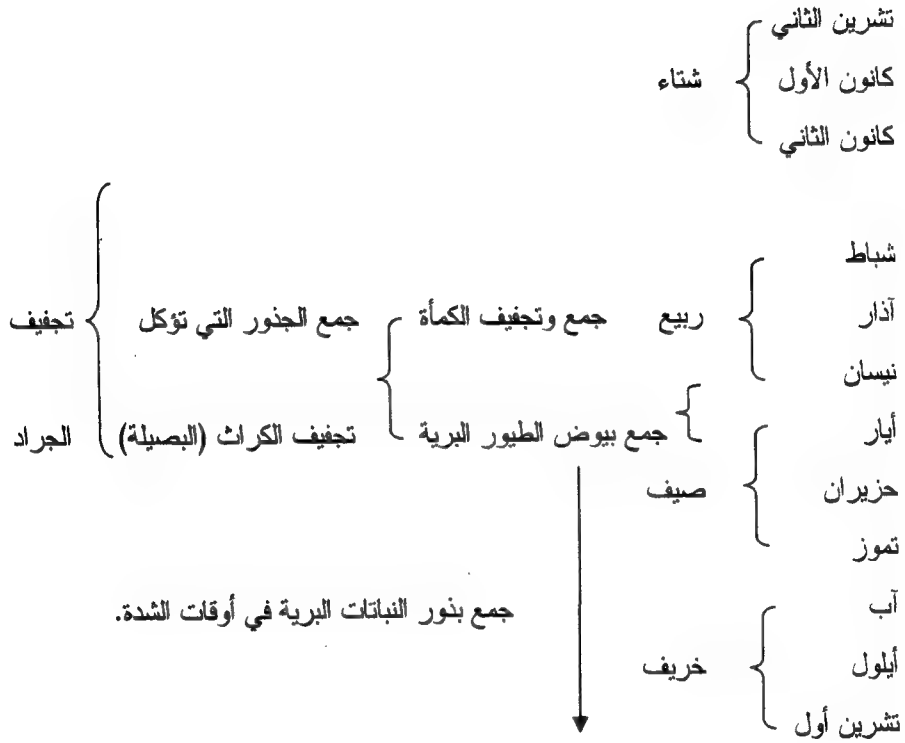 تشرين الثاني
كانون الأول شتاء
كانون الثاني
شباط
آذار ربيع جمع وتجفيف الكمأة جمع الجذور التي تؤكل تجفيف
نيسان
أيار جمع بيوض الطيور البرية تجفيف الكراث (البصيلة) الجراد
حزيران صيف
تموز
آب جمع بذور النباتات البرية في أوقات الشدة.
أيلول خريف
تشرين أول